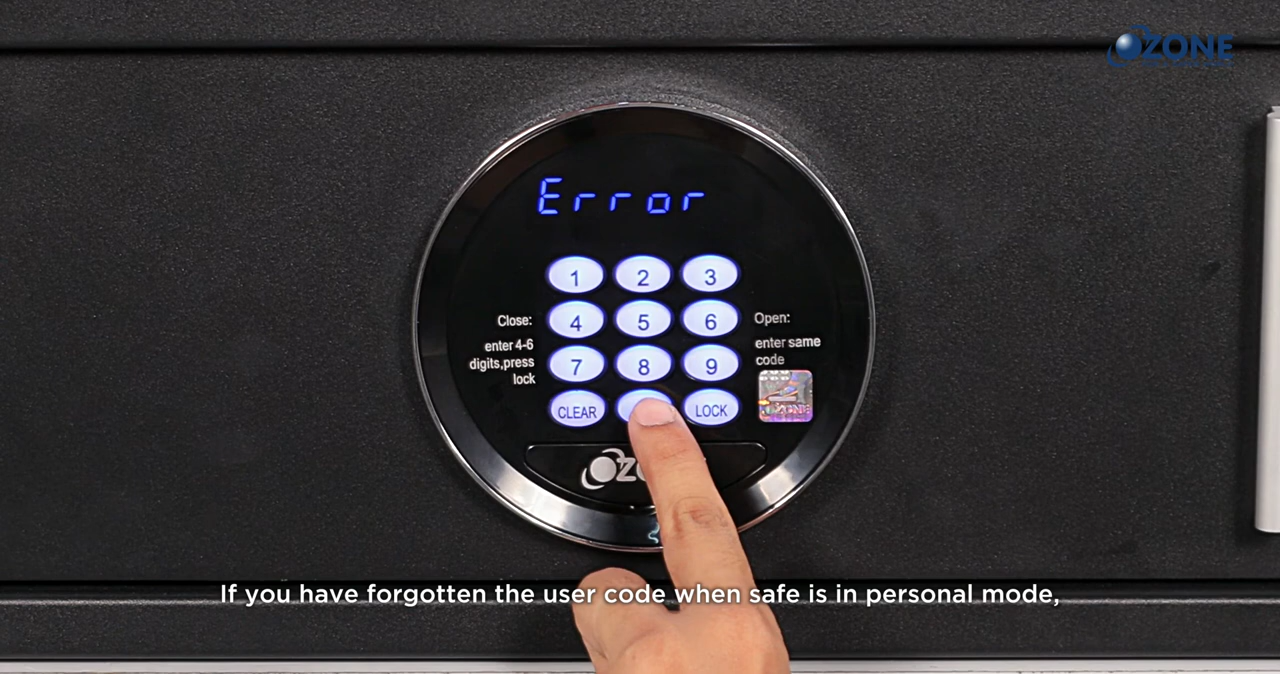 OZONE
Error
1 2 3
4 5 6
7 8 9
CLEAR LOCK
Close:
enter 4-6
digits,press
lock
Open:
enter same
code
If you have forgotten the user code when safe is in personal mode,